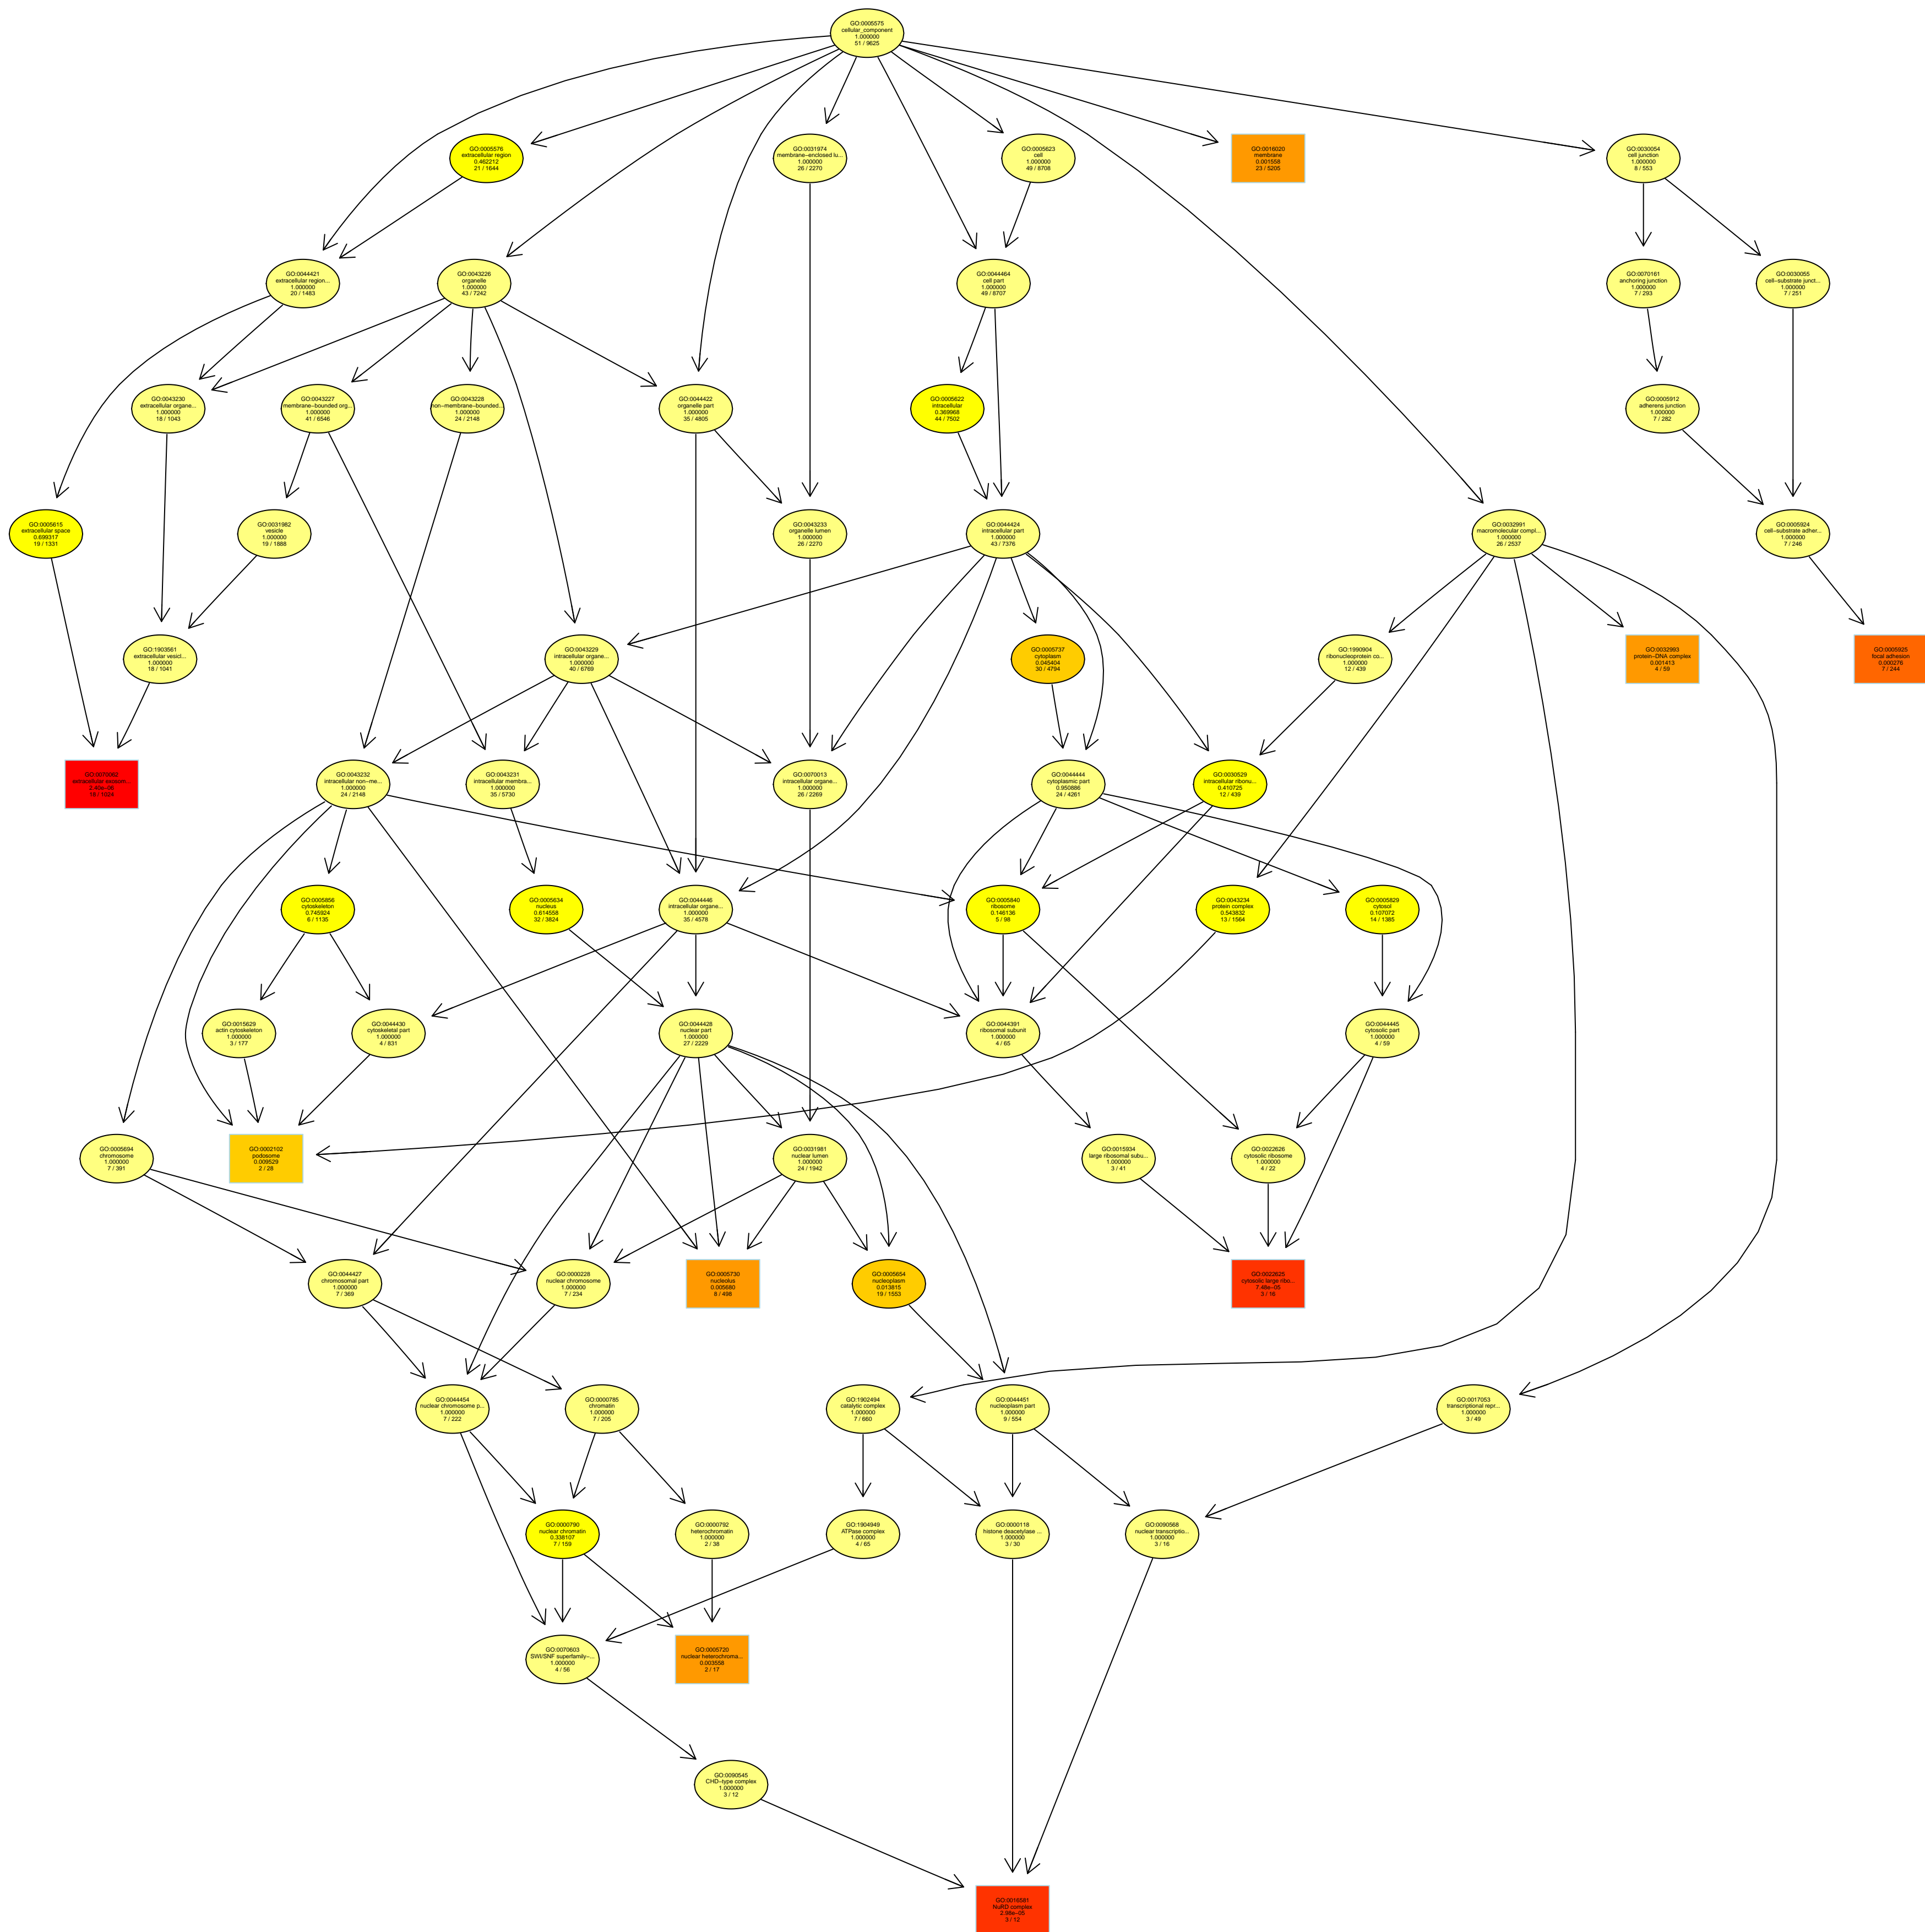 GO:0005575
cellular_component
1.000000
51 / 9625
GO:0005576
extracellular region
0.462212
21 / 1644
GO:0031974
membrane−enclosed lu...
1.000000
26 / 2270
GO:0005623
cell
1.000000
49 / 8708
GO:0016020
membrane
0.001558
23 / 5205
GO:0030054
cell junction
1.000000
8 / 553
GO:0044421
extracellular region...
1.000000
20 / 1483
GO:0043226
organelle
1.000000
43 / 7242
GO:0044464
cell part
1.000000
49 / 8707
GO:0070161
anchoring junction
1.000000
7 / 293
GO:0030055
cell−substrate junct...
1.000000
7 / 251
GO:0043230
extracellular organe...
1.000000
18 / 1043
GO:0043227
membrane−bounded org...
1.000000
41 / 6546
GO:0043228
non−membrane−bounded...
1.000000
24 / 2148
GO:0044422
organelle part
1.000000
35 / 4805
GO:0005622
intracellular
0.369968
44 / 7502
GO:0005912
adherens junction
1.000000
7 / 282
GO:0005615
extracellular space
0.699317
19 / 1331
GO:0031982
vesicle
1.000000
19 / 1888
GO:0043233
organelle lumen
1.000000
26 / 2270
GO:0044424
intracellular part
1.000000
43 / 7376
GO:0032991
macromolecular compl...
1.000000
26 / 2537
GO:0005924
cell−substrate adher...
1.000000
7 / 246
GO:1903561
extracellular vesicl...
1.000000
18 / 1041
GO:0043229
intracellular organe...
1.000000
40 / 6769
GO:0005737
cytoplasm
0.045404
30 / 4794
GO:1990904
ribonucleoprotein co...
1.000000
12 / 439
GO:0032993
protein−DNA complex
0.001413
4 / 59
GO:0005925
focal adhesion
0.000276
7 / 244
GO:0070062
extracellular exosom...
/ 1024
GO:0043232
intracellular non−me...
1.000000
24 / 2148
GO:0043231
intracellular membra...
1.000000
35 / 5730
GO:0070013
intracellular organe...
1.000000
26 / 2269
GO:0044444
cytoplasmic part
0.950886
24 / 4261
GO:0030529
intracellular ribonu...
0.410725
12 / 439
GO:0005856
cytoskeleton
0.745924
6 / 1135
GO:0005634
nucleus
0.614558
32 / 3824
GO:0044446
intracellular organe...
1.000000
35 / 4578
GO:0005840
ribosome
0.146136
5 / 98
GO:0043234
protein complex
0.543832
13 / 1564
GO:0005829
cytosol
0.107072
14 / 1385
GO:0015629
actin cytoskeleton
1.000000
3 / 177
GO:0044430
cytoskeletal part
1.000000
4 / 831
GO:0044428
nuclear part
1.000000
27 / 2229
GO:0044391
ribosomal subunit
1.000000
4 / 65
GO:0044445
cytosolic part
1.000000
4 / 59
GO:0005694
chromosome
1.000000
7 / 391
GO:0002102
podosome
0.009529
2 / 28
GO:0031981
nuclear lumen
1.000000
24 / 1942
GO:0015934
large ribosomal subu...
1.000000
3 / 41
GO:0022626
cytosolic ribosome
1.000000
4 / 22
GO:0044427
chromosomal part
1.000000
7 / 369
GO:0000228
nuclear chromosome
1.000000
7 / 234
GO:0005730
nucleolus
0.005680
8 / 498
GO:0005654
nucleoplasm
0.013815
19 / 1553
GO:0022625
cytosolic large ribo...
7.48e−05
3 / 16
GO:0044454
nuclear chromosome p...
1.000000
7 / 222
GO:0000785
chromatin
1.000000
7 / 205
GO:1902494
catalytic complex
1.000000
7 / 660
GO:0044451
nucleoplasm part
1.000000
9 / 554
GO:0017053
transcriptional repr...
1.000000
3 / 49
GO:0000790
nuclear chromatin
0.338107
7 / 159
GO:0000792
heterochromatin
1.000000
2 / 38
GO:1904949
ATPase complex
1.000000
4 / 65
GO:0000118
histone deacetylase ...
1.000000
3 / 30
GO:0090568
nuclear transcriptio...
1.000000
3 / 16
GO:0070603
SWI/SNF superfamily−...
1.000000
4 / 56
GO:0005720
nuclear heterochroma...
0.003558
2 / 17
GO:0090545
CHD−type complex
1.000000
3 / 12
GO:0016581
NuRD complex
2.98e−05
3 / 12